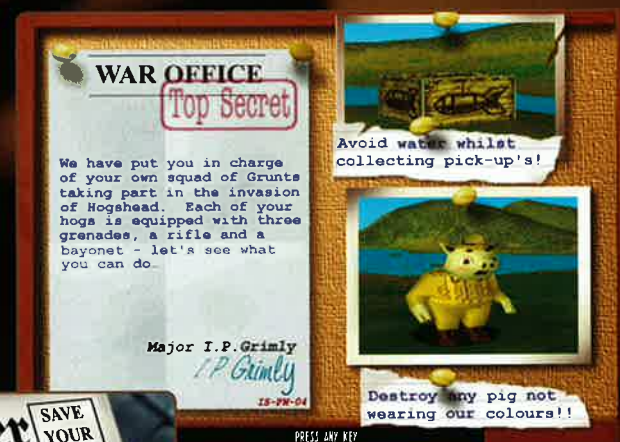 WAR OFFICE
Top Secret
We have put you in charge
of your own squad of Grunts
taking part in the invasion
of Hogshead. Each of your
hogs is equipped with three
grenades, a rifle and a
bayonet - let's see what
you can do…
Major I.P.Grimly
I.P Grimly
IS-PM-04
Avoid water whilst
collecting pick-up's!
Destroy any pig not
wearing our colours!!
SAVE
YOUR
PRESS ANY KEY